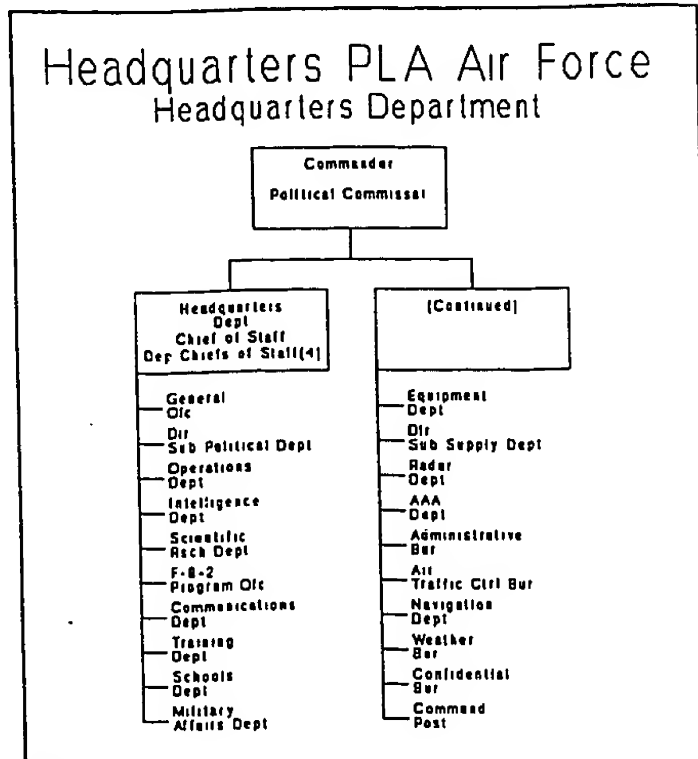 Headquarters PLA Air Force
Headquarters Department
Commander
Political Commissar
Headquarters
Dept
Chief of Staff
Dep Chiefs of Staff[4]
General
Ofc
Dir
Sub Political Dept
Operations
Dept
Intelligence
Dept
Scientific
Rsch Dept
F-8-2
Program Ofc
Communications
Dept
Training
Dept
Schools
Dept
Military
Affairs Dept
[Continued]
Equipment
Dept
Dir
Sub Supply Dept
Radar
Dept
AAA
Dept
Administrative
Bur
Air
Traffic Ctrl Bur
Navigation
Dept
Weather
Bur
Confidential
Bur
Command
Post